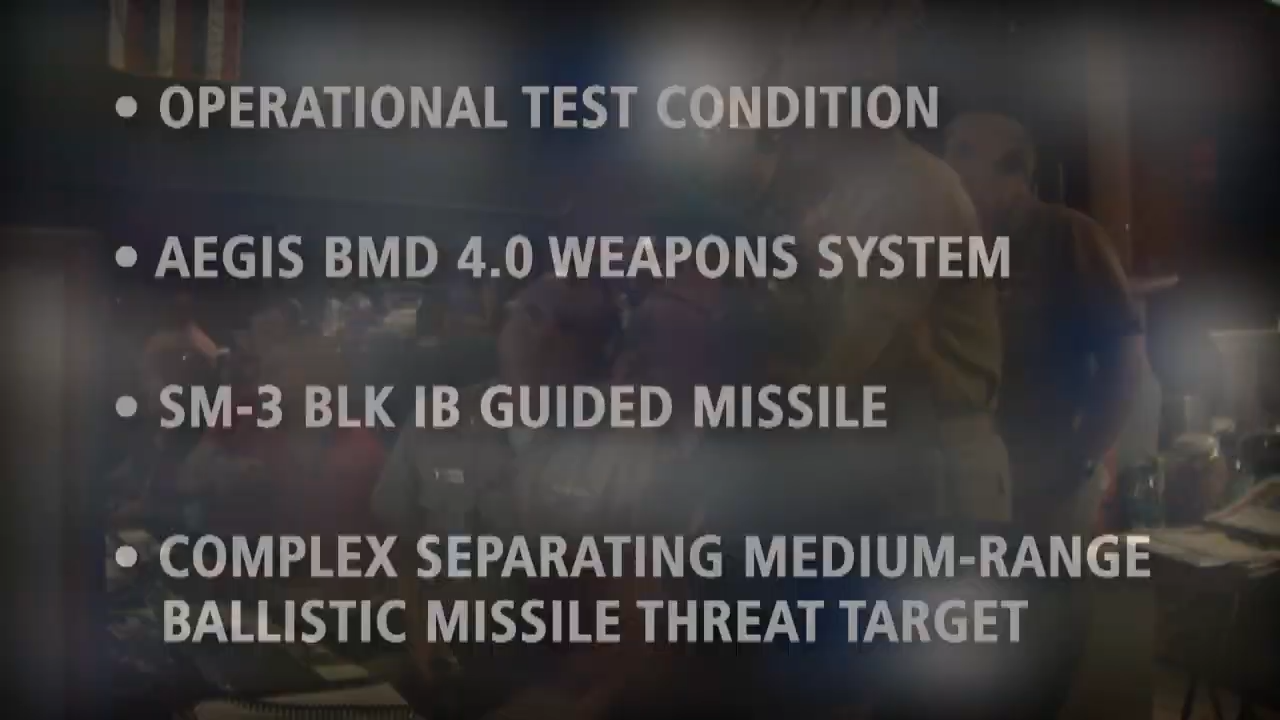 • OPERATIONAL TEST CONDITION
• AEGIS BMD 4.0 WEAPONS SYSTEM
• SM-3 BLK IB GUIDED MISSILE
• COMPLEX SEPARATING MEDIUM-RANGE
BALLISTIC MISSILE THREAT TARGET